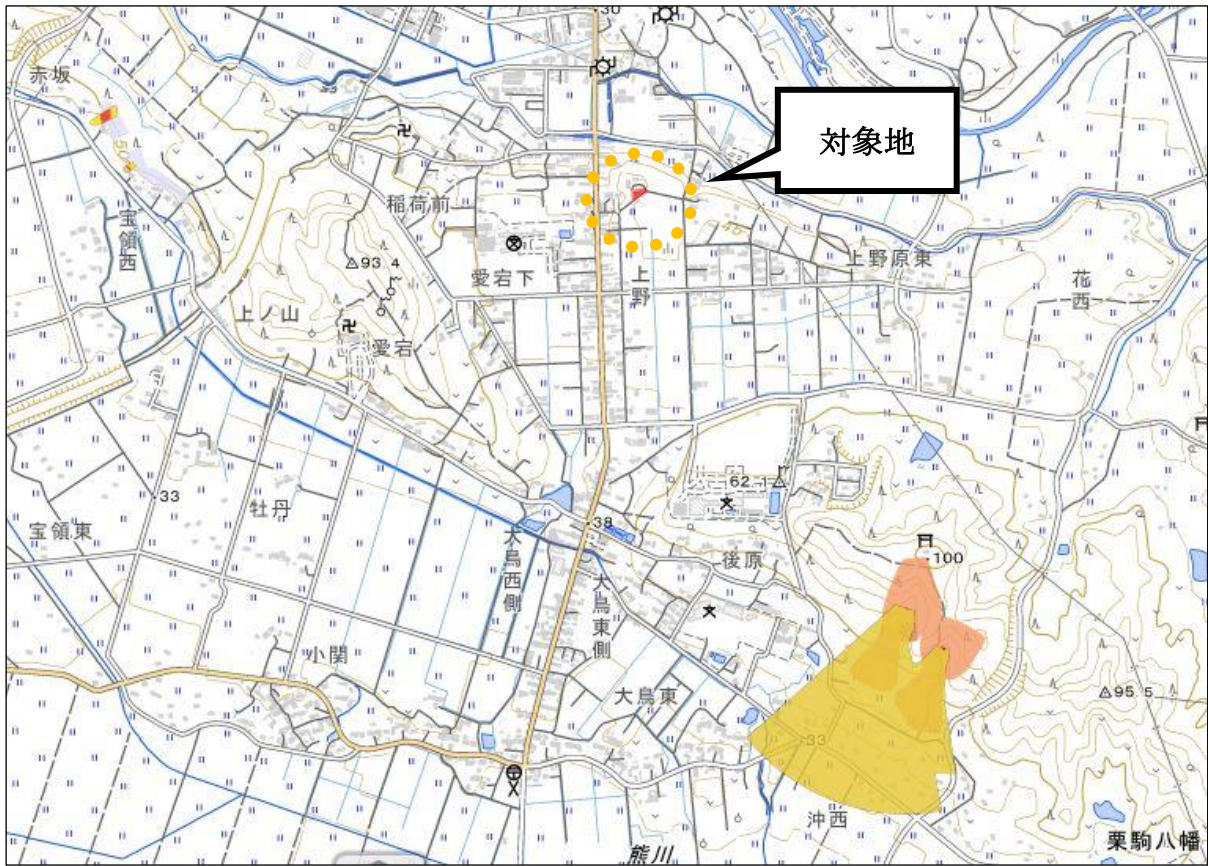 30
赤坂
対象地
50
宝領西
稲荷前
40
上野原東
93.4
愛宕下
上野
花西
上ノ山
愛宕
62.1
33
牡丹
宝領東
38
後原
100
大鳥西側
大鳥東側
小関
大鳥東
95.5
33
沖西
栗駒八幡
熊川